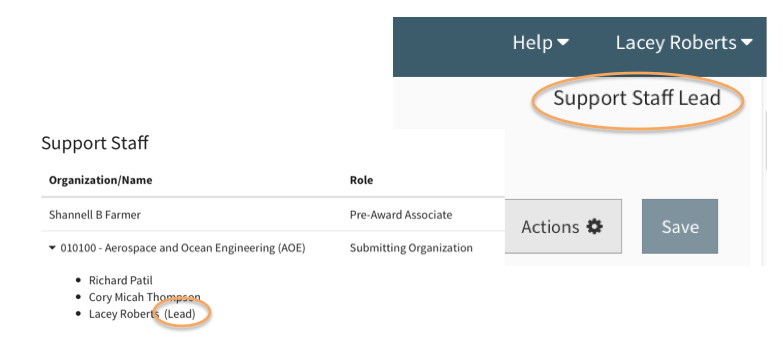 Help Lacey Roberts
Support Staff Lead
Actions Save
Support Staff
Organization/Name Role
Shannell B Farmer Pre-Award Associate
010100 - Aerospace and Ocean Engineering (AOE) Submitting Organization
Richard Patil
Cory Micah Thompson
Lacey Roberts (Lead)